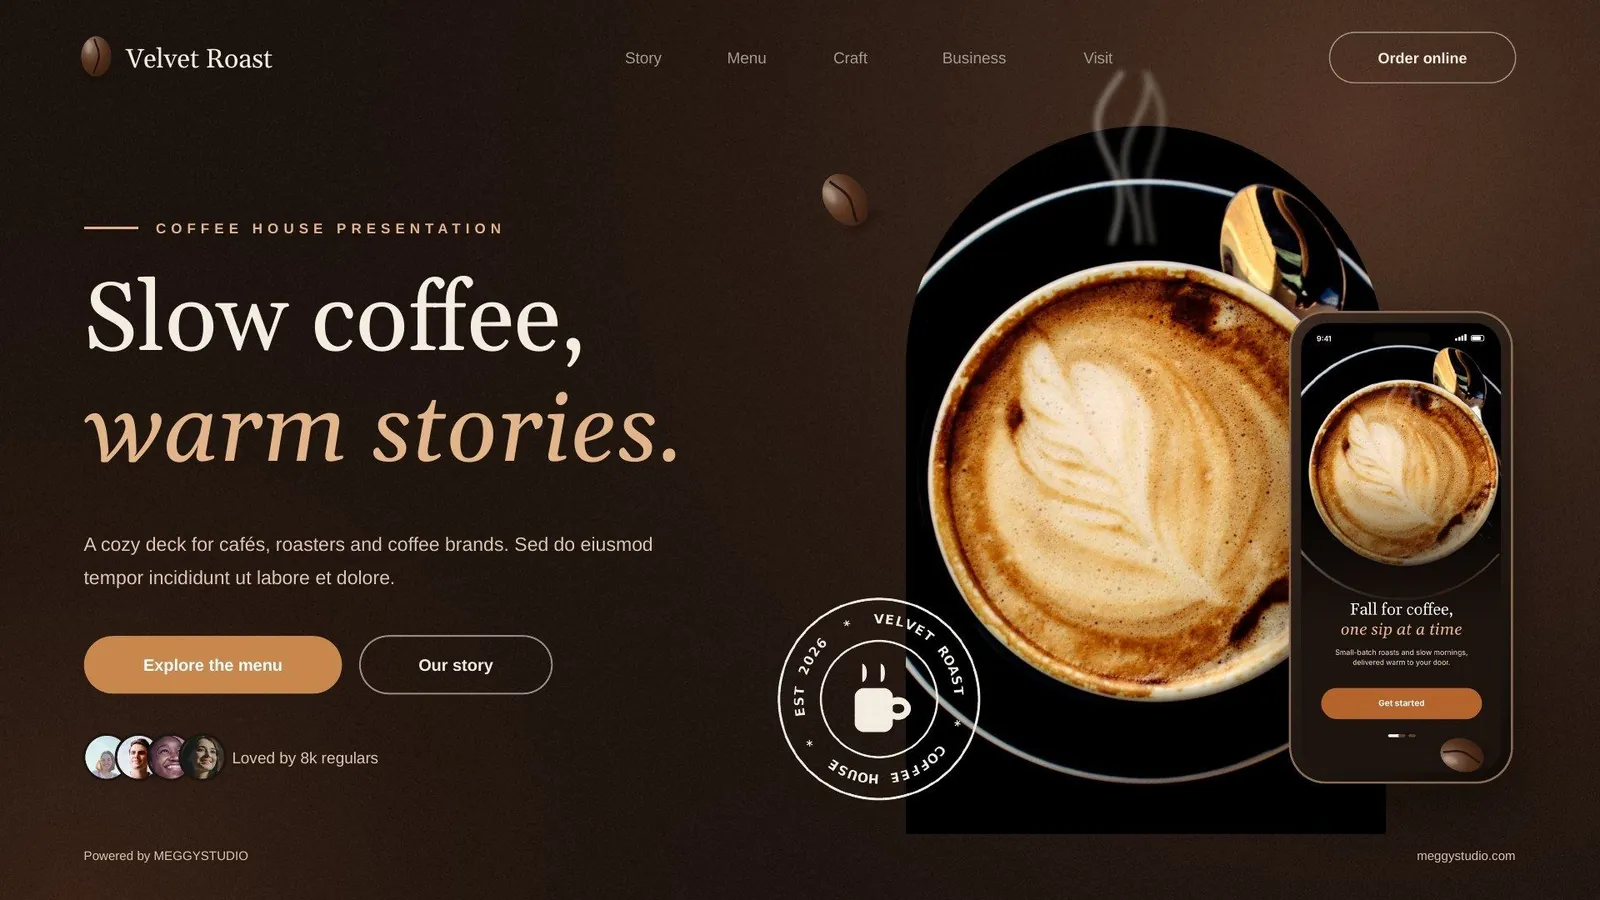 Velvet Roast
Story
Menu
Craft
Business
Visit
Order online
COFFEE HOUSE PRESENTATION
Slow coffee,
warm stories.
A cozy deck for cafés, roasters and coffee brands. Sed do eiusmod
tempor incididunt ut labore et dolore.
Explore the menu
Our story
Loved by 8k regulars
EST 2026 * VELVET ROAST * COFFEE HOUSE *
9:41
Fall for coffee,
one sip at a time
Small-batch roasts and slow mornings,
delivered warm to your door.
Get started
Powered by MEGGYSTUDIO
meggystudio.com